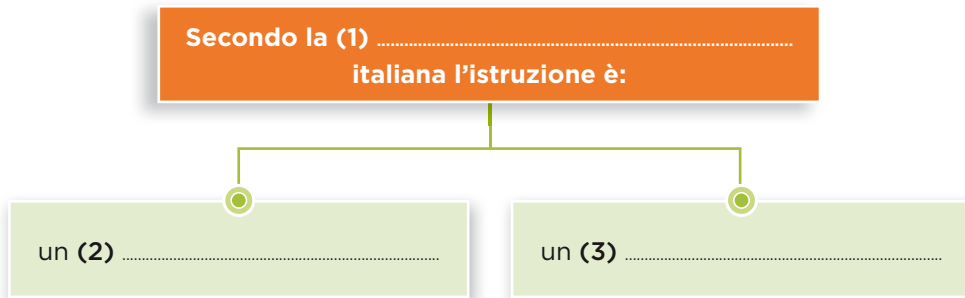 Secondo la (1) ..........................................................................
italiana l’istruzione è:
un (2) ..........................................................................
un (3) ..........................................................................